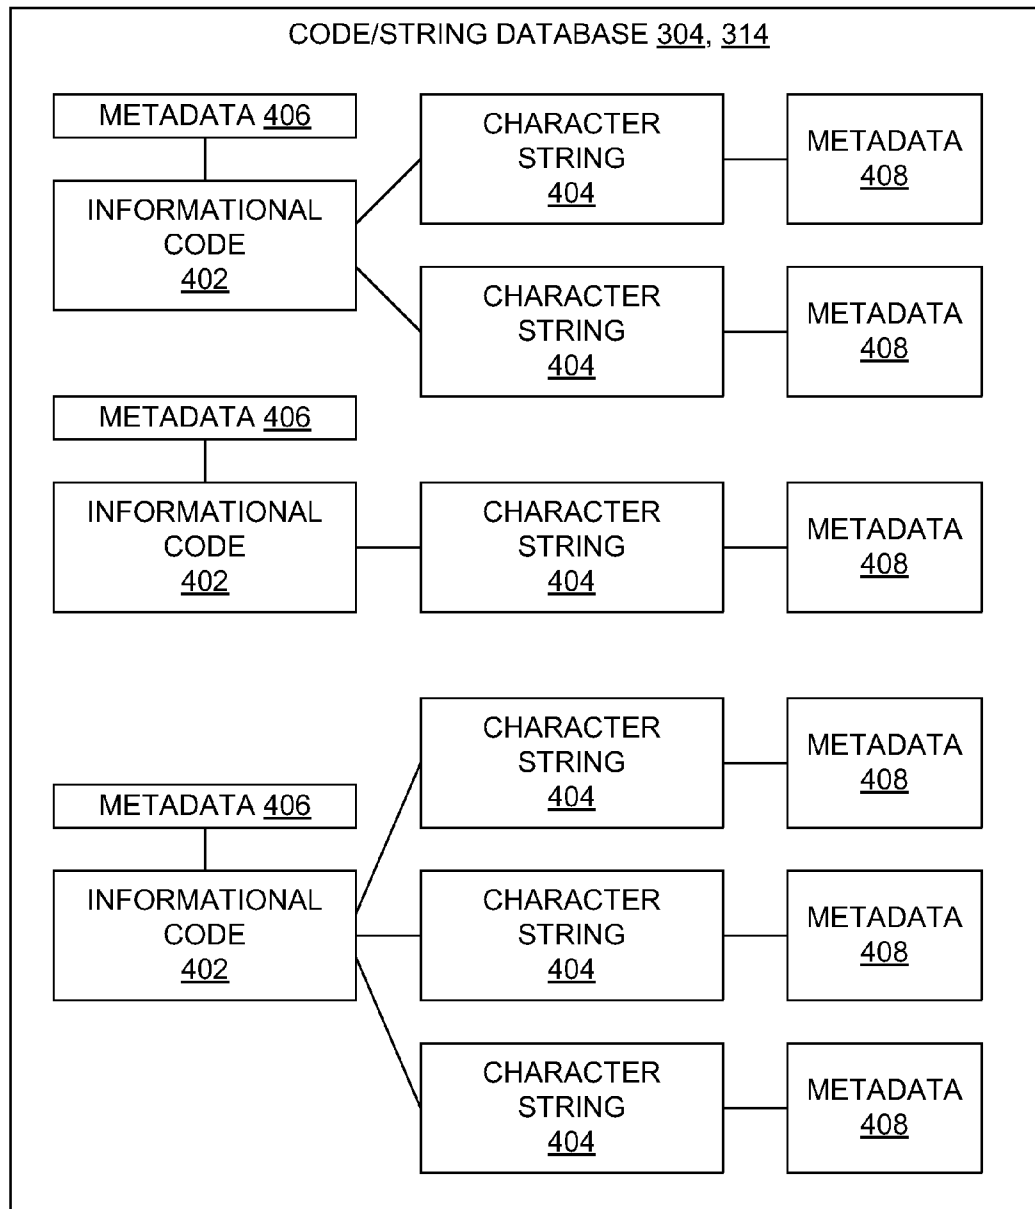 CODE/STRING DATABASE 304, 314
METADATA 406
INFORMATIONAL
CODE
402
CHARACTER
STRING
404
METADATA
408
CHARACTER
STRING
404
METADATA
408
METADATA 406
INFORMATIONAL
CODE
402
CHARACTER
STRING
404
METADATA
408
METADATA 406
INFORMATIONAL
CODE
402
CHARACTER
STRING
404
METADATA
408
CHARACTER
STRING
404
METADATA
408
CHARACTER
STRING
404
METADATA
408